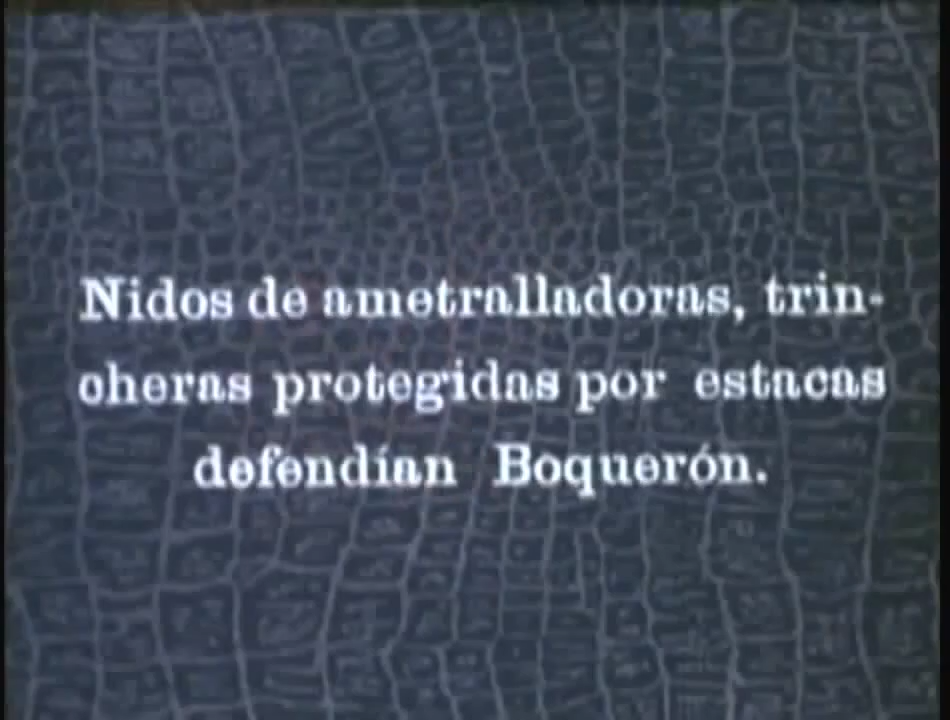 Nidos de ametralladoras, trin-
cheras protegidas por estacas
defendían Boquerón.